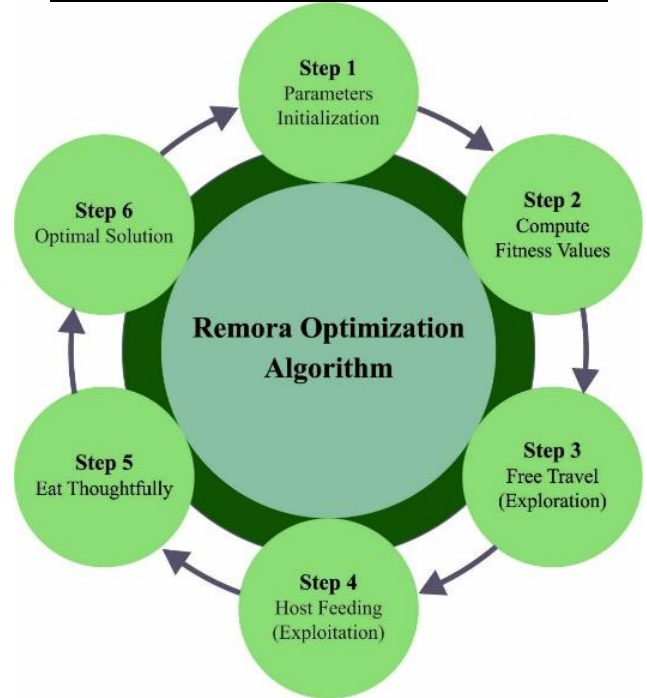 Step 1
Parameters
Initialization
Step 2
Compute
Fitness Values
Step 3
Free Travel
(Exploration)
Step 4
Host Feeding
(Exploitation)
Step 5
Eat Thoughtfully
Step 6
Optimal Solution
Remora Optimization
Algorithm